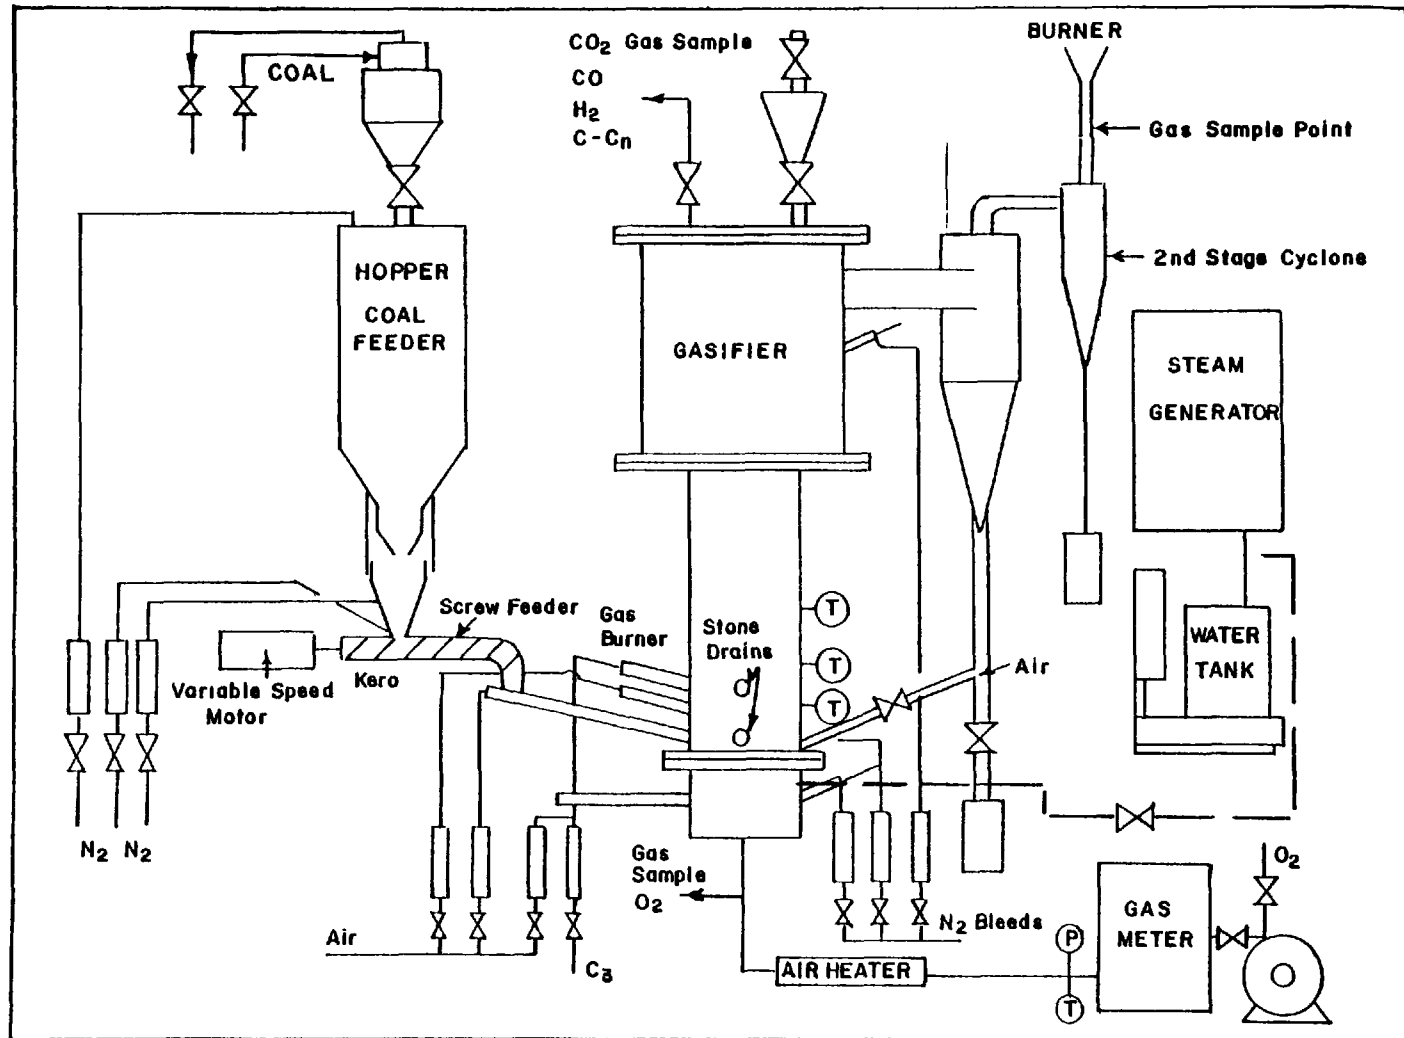 COAL
CO2 Gas Sample
CO
H2
C-Cn
BURNER
Gas Sample Point
2nd Stage Cyclone
HOPPER
COAL
FEEDER
GASIFIER
STEAM
GENERATOR
WATER
TANK
Screw Feeder
Gas
Burner
Stone
Drains
T
T
T
Air
Kero
Variable Speed
Motor
N2 N2
Gas
Sample
O2
Air
C3
N2 Bleeds
AIR HEATER
P
T
GAS
METER
O2